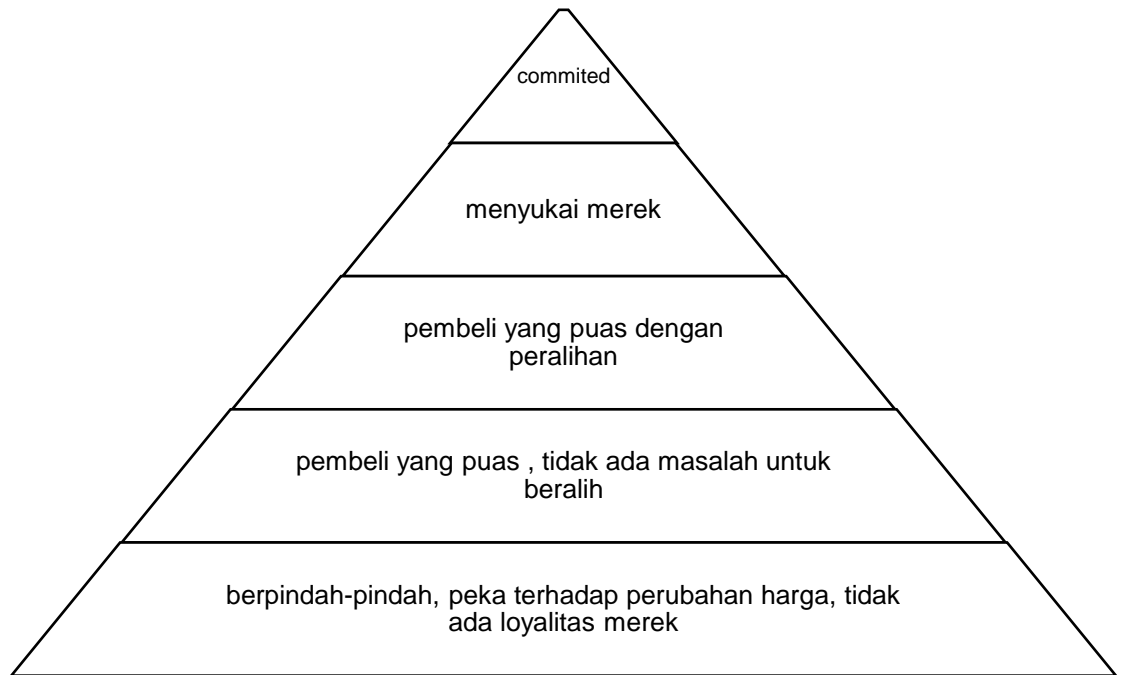 commited
menyukai merek
pembeli yang puas dengan
peralihan
pembeli yang puas , tidak ada masalah untuk
beralih
berpindah-pindah, peka terhadap perubahan harga, tidak
ada loyalitas merek